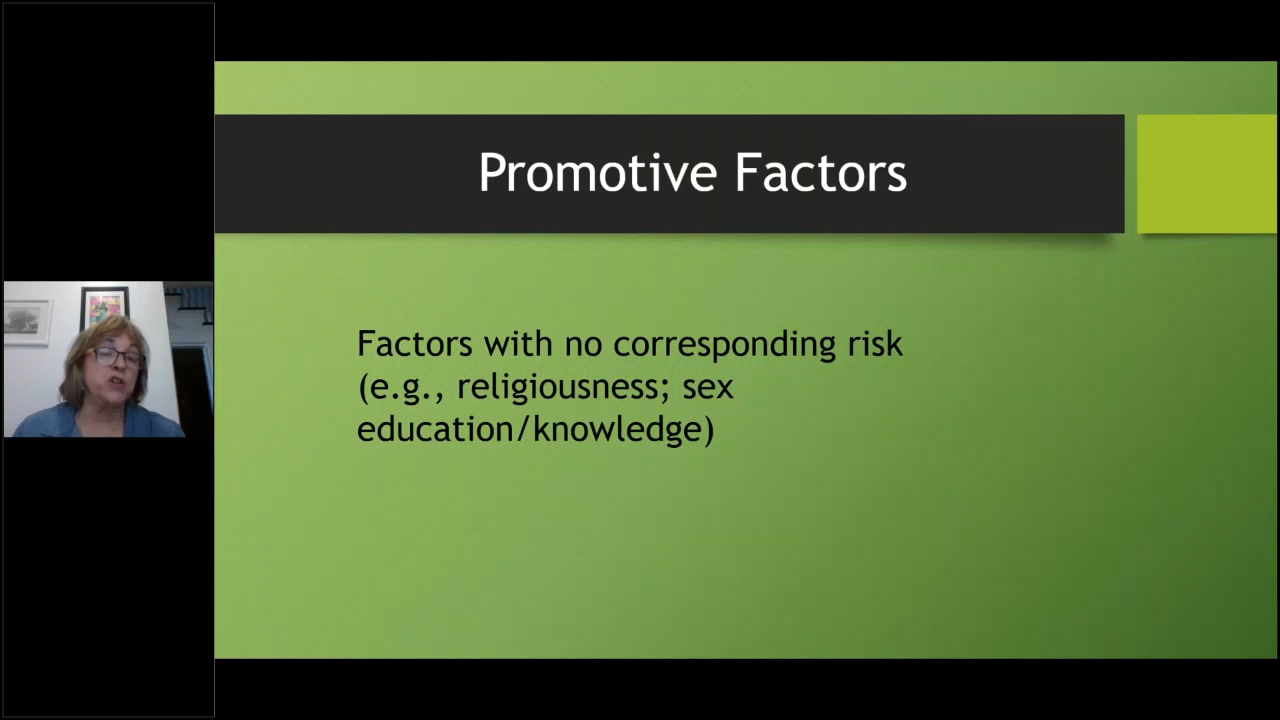 Promotive Factors
Factors with no corresponding risk
(e.g., religiousness; sex
education/knowledge)